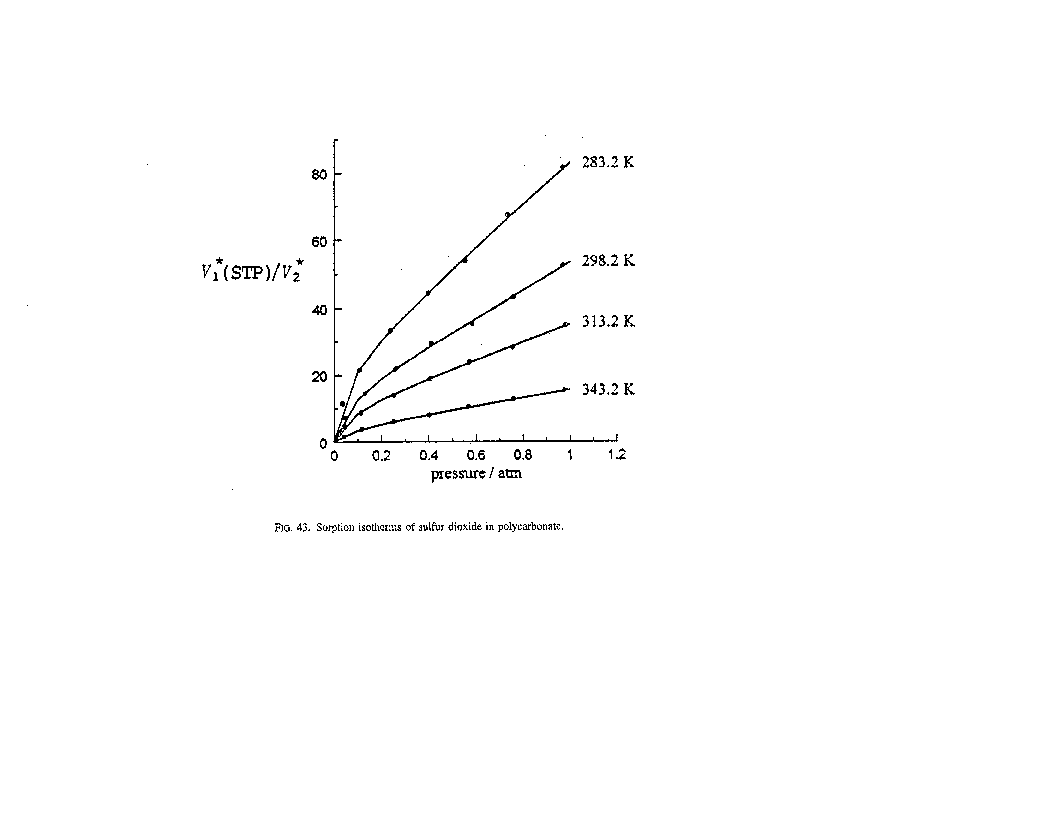 80
60
40
20
0
V₁*(STP)/V₂*
283.2 K
298.2 K
313.2 K
343.2 K
0 0.2 0.4 0.6 0.8 1 1.2
pressure / atm
FIG. 43. Sorption isotherms of sulfur dioxide in polycarbonate.